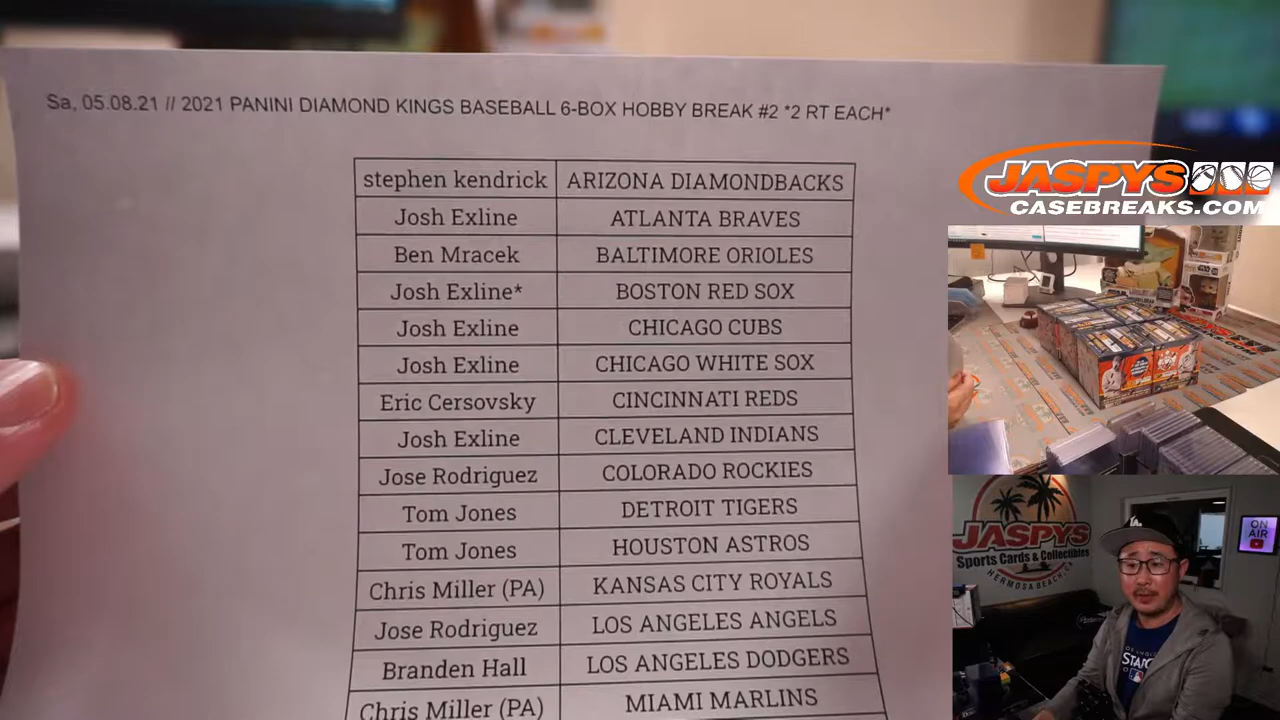 Sa, 05.08.21 // 2021 PANINI DIAMOND KINGS BASEBALL 6-BOX HOBBY BREAK #2 *2 RT EACH*
stephen kendrick ARIZONA DIAMONDBACKS
Josh Exline ATLANTA BRAVES
Ben Mracek BALTIMORE ORIOLES
Josh Exline* BOSTON RED SOX
Josh Exline CHICAGO CUBS
Josh Exline CHICAGO WHITE SOX
Eric Cersovsky CINCINNATI REDS
Josh Exline CLEVELAND INDIANS
Jose Rodriguez COLORADO ROCKIES
Tom Jones DETROIT TIGERS
Tom Jones HOUSTON ASTROS
Chris Miller (PA) KANSAS CITY ROYALS
Jose Rodriguez LOS ANGELES ANGELS
Branden Hall LOS ANGELES DODGERS
Chris Miller (PA) MIAMI MARLINS
JASPYS
CASEBREAKS.COM
JASPYS
Sports Cards & Collectibles
HERMOSA BEACH, CA
ON
AIR
LA